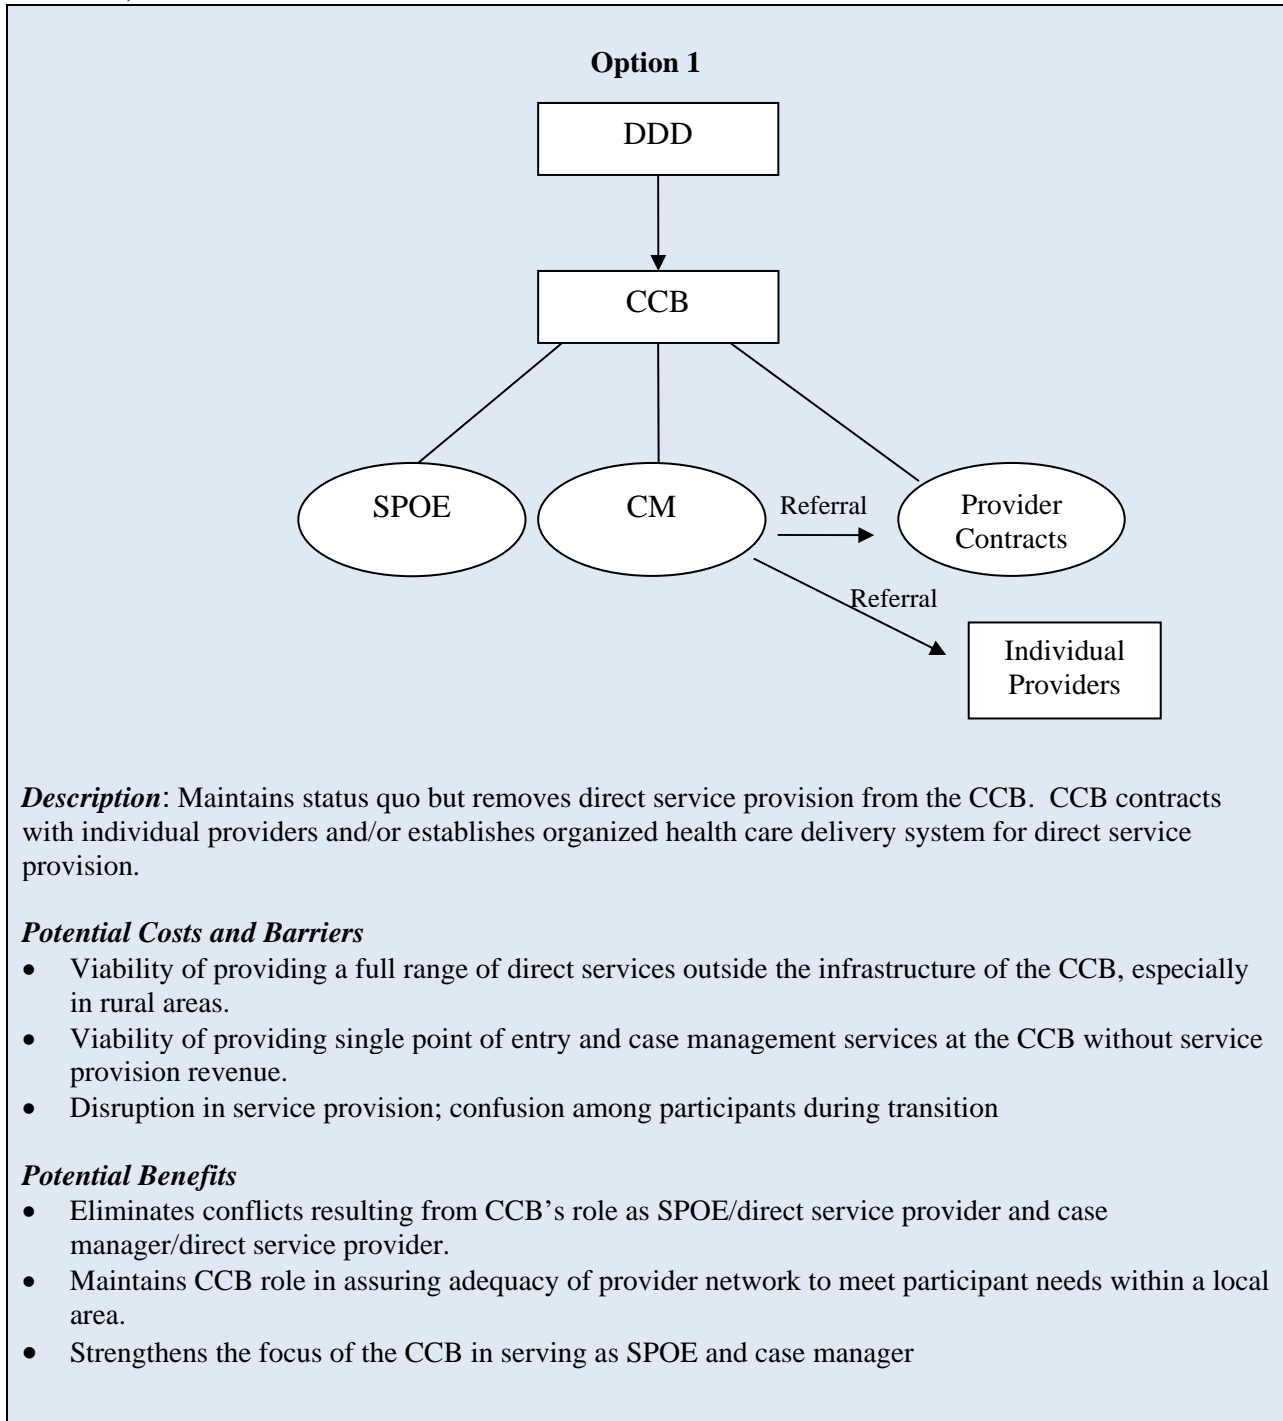 Option 1
DDD
CCB
SPOE
CM
Referral
Provider
Contracts
Referral
Individual
Providers
Description: Maintains status quo but removes direct service provision from the CCB.  CCB contracts
with individual providers and/or establishes organized health care delivery system for direct service
provision.
Potential Costs and Barriers
• Viability of providing a full range of direct services outside the infrastructure of the CCB, especially
in rural areas.
• Viability of providing single point of entry and case management services at the CCB without service
provision revenue.
• Disruption in service provision; confusion among participants during transition
Potential Benefits
• Eliminates conflicts resulting from CCB’s role as SPOE/direct service provider and case
manager/direct service provider.
• Maintains CCB role in assuring adequacy of provider network to meet participant needs within a local
area.
• Strengthens the focus of the CCB in serving as SPOE and case manager